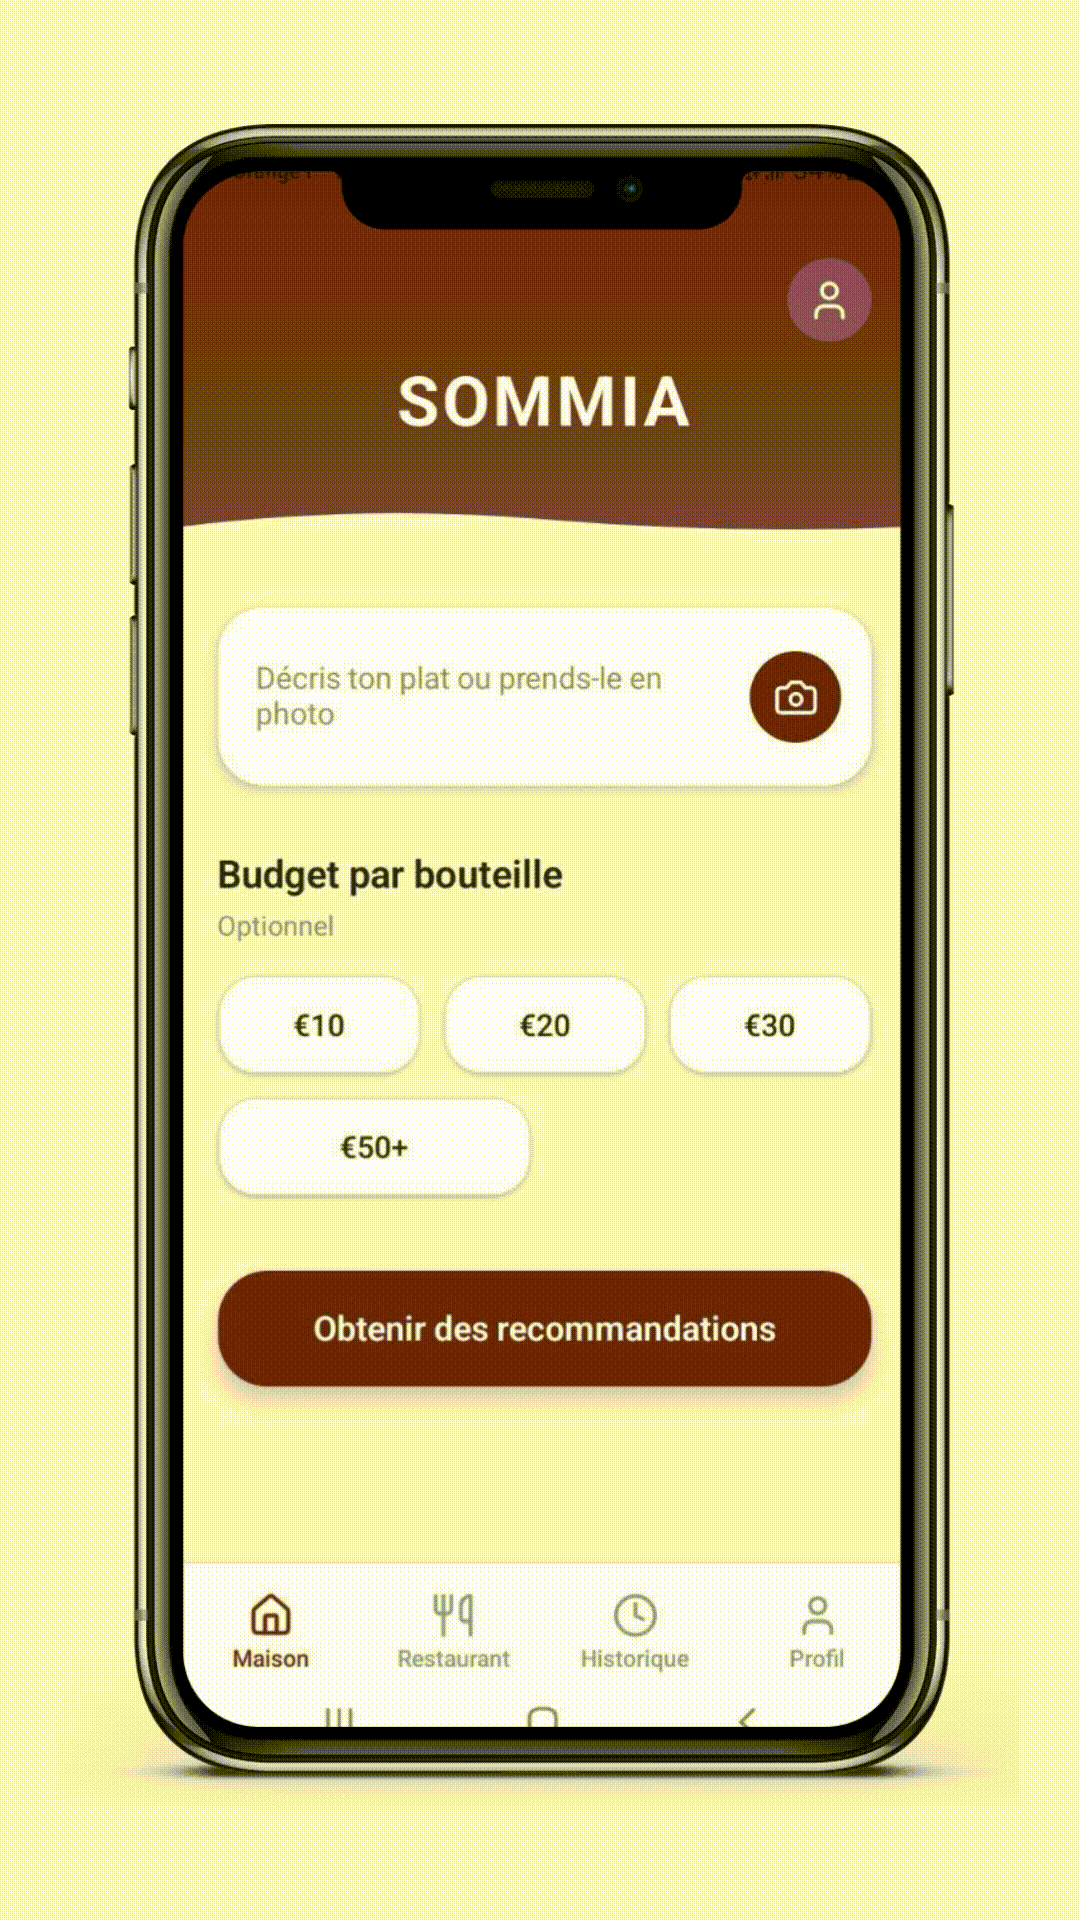 SOMMIA
Décris ton plat ou prends-le en
photo
Budget par bouteille
Optionnel
€10 €20 €30
€50+
Obtenir des recommandations
Maison Restaurant Historique Profil